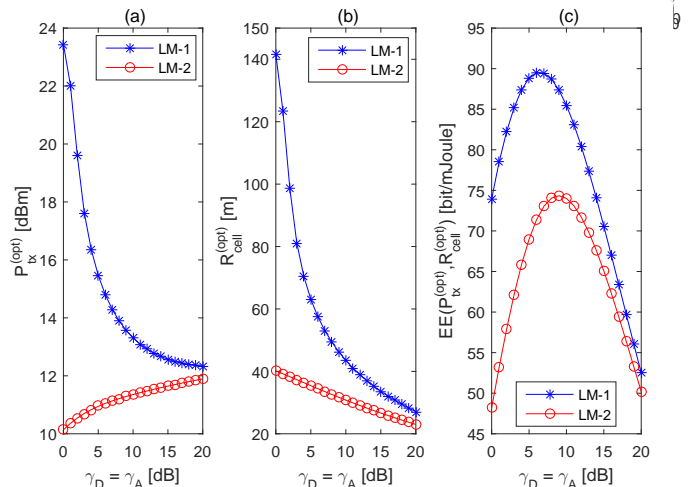 (a)
24
22
20
18
16
14
12
10
P_tx^(opt) [dBm]
0 5 10 15 20
γ_D = γ_A [dB]
LM-1
LM-2
(b)
160
140
120
100
80
60
40
20
R_cell^(opt) [m]
0 5 10 15 20
γ_D = γ_A [dB]
LM-1
LM-2
(c)
95
90
85
80
75
70
65
60
55
50
45
EE(P_tx^(opt), R_cell^(opt)) [bit/mJoule]
0 5 10 15 20
γ_D = γ_A [dB]
LM-1
LM-2